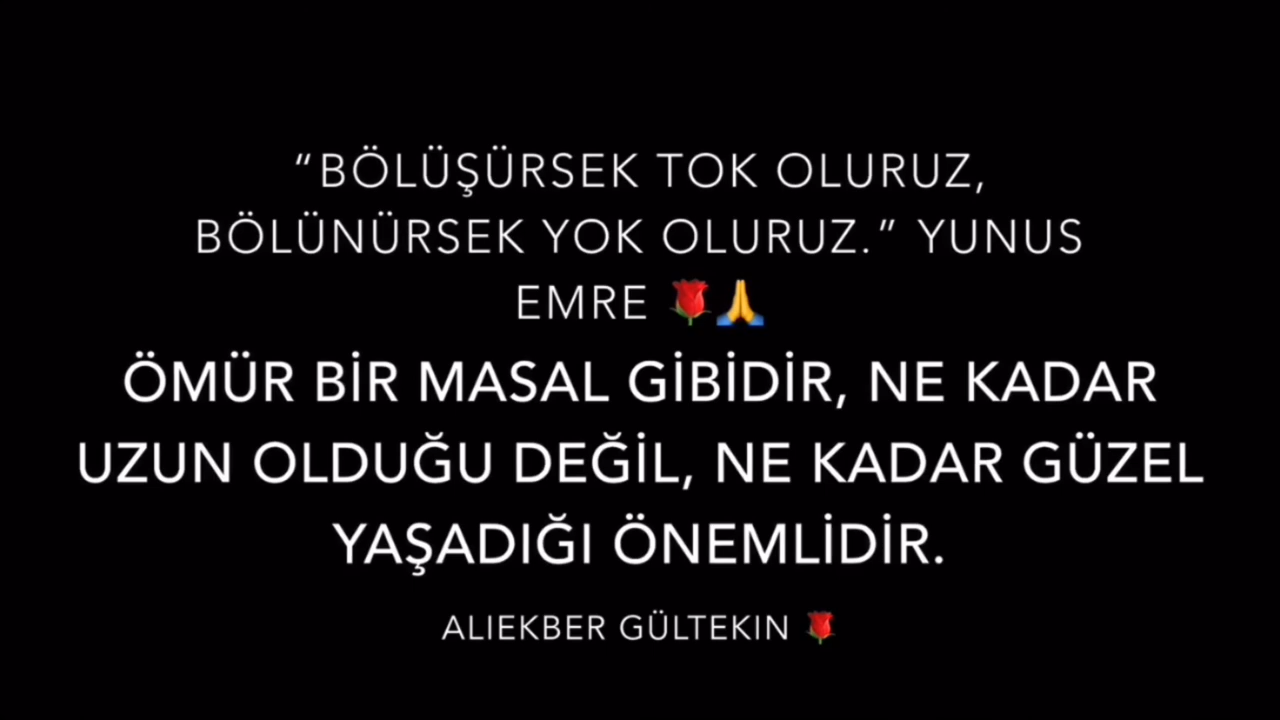 “BÖLÜŞÜRSEK TOK OLURUZ,
BÖLÜNÜRSEK YOK OLURUZ.” YUNUS
EMRE 🌹🙏
ÖMÜR BİR MASAL GİBİDİR, NE KADAR
UZUN OLDUĞU DEĞİL, NE KADAR GÜZEL
YAŞADIĞI ÖNEMLİDİR.
ALIEKBER GÜLTEKIN 🌹